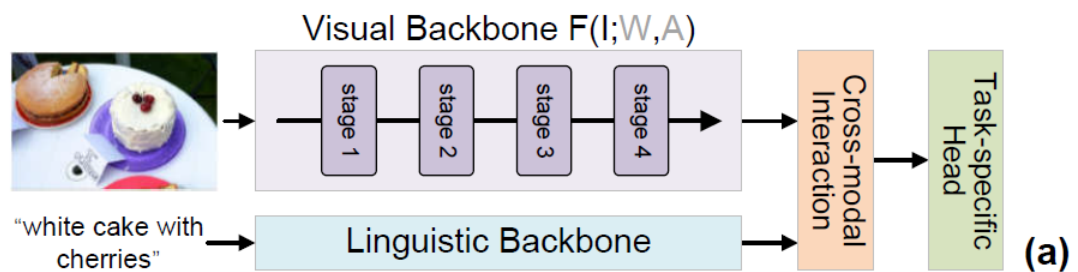 Visual Backbone F(I;W,A)
stage 1
stage 2
stage 3
stage 4
Cross-modal
Interaction
Task-specific
Head
“white cake with
cherries”
Linguistic Backbone
(a)